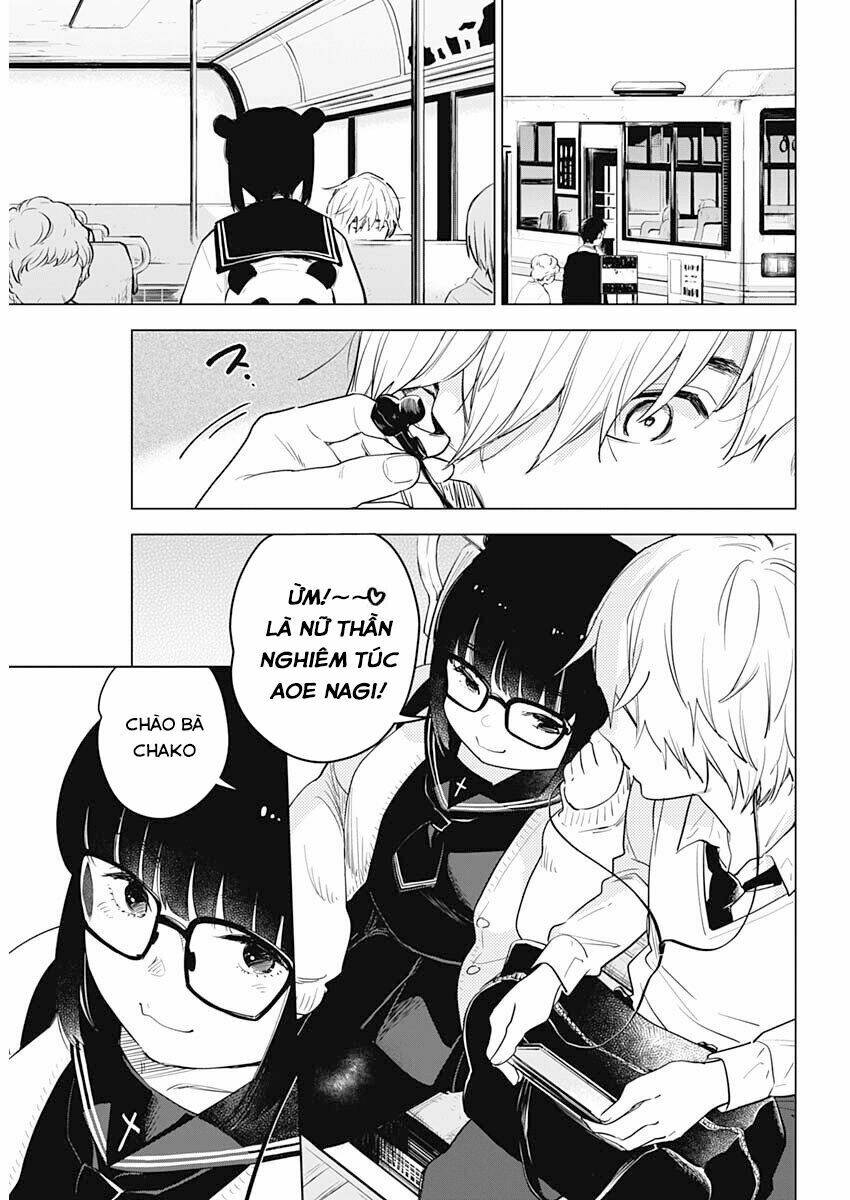 ス
ỪM!~~♡
LÀ NỮ THẦN
NGHIÊM TÚC
AOE NAGI!
CHÀO BÀ
CHAKO